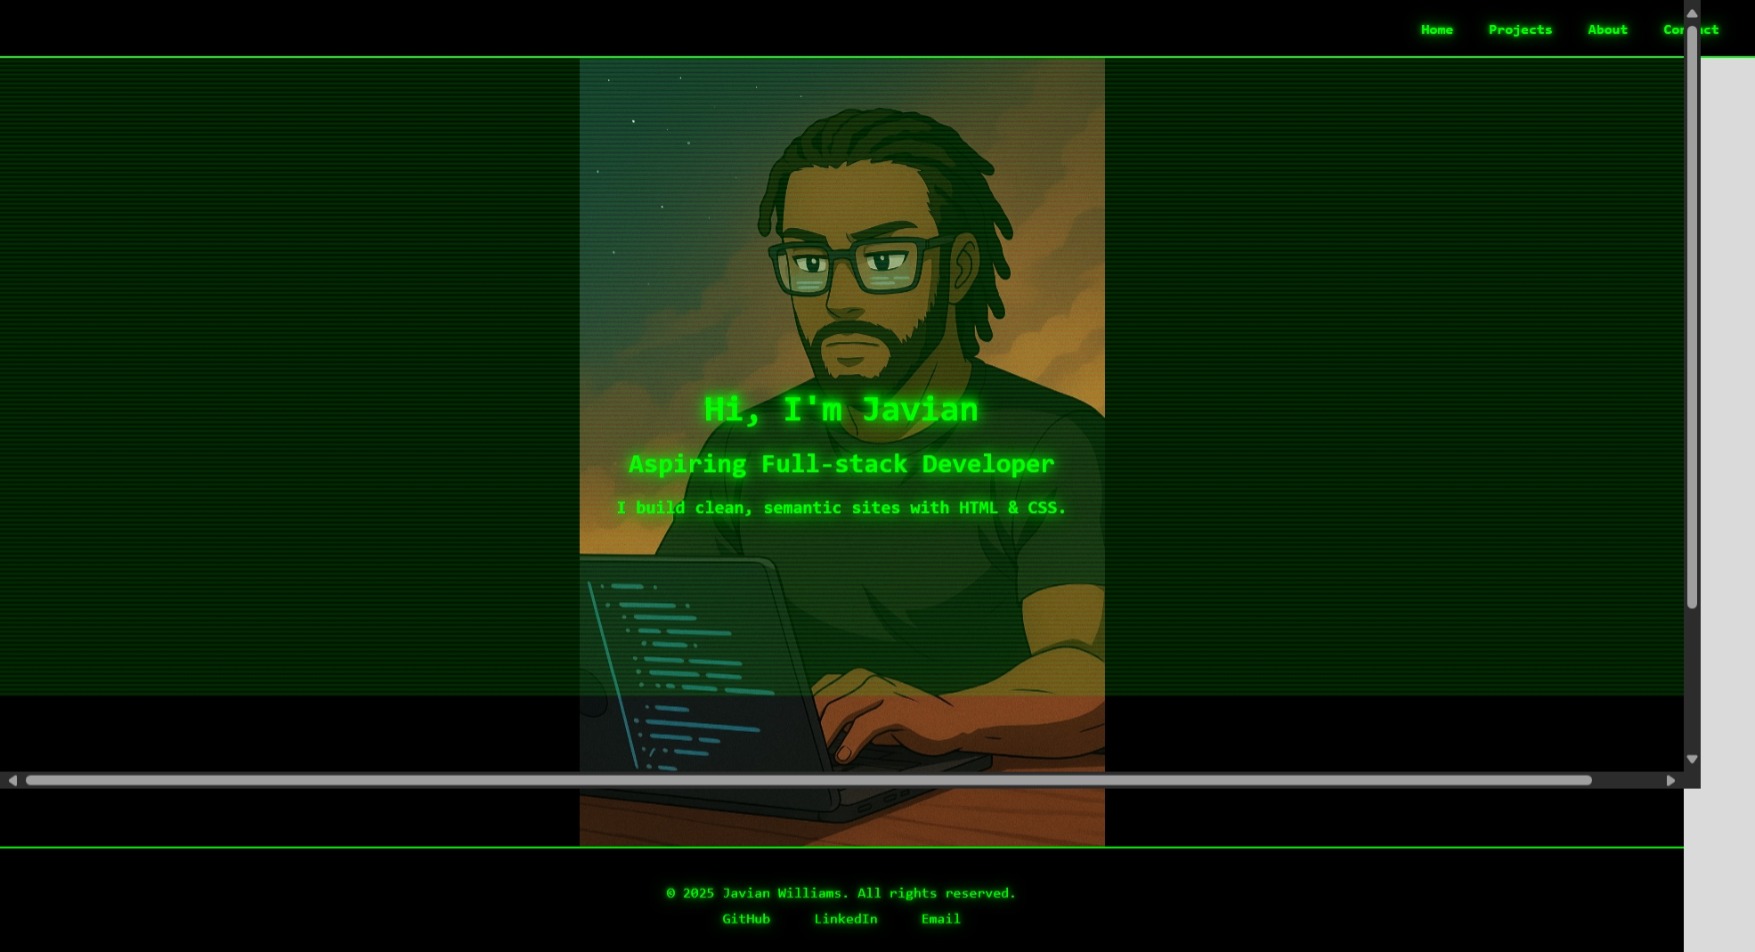 Home Projects About Contact
Hi, I'm Javian
Aspiring Full-stack Developer
I build clean, semantic sites with HTML & CSS.
© 2025 Javian Williams. All rights reserved.
GitHub LinkedIn Email